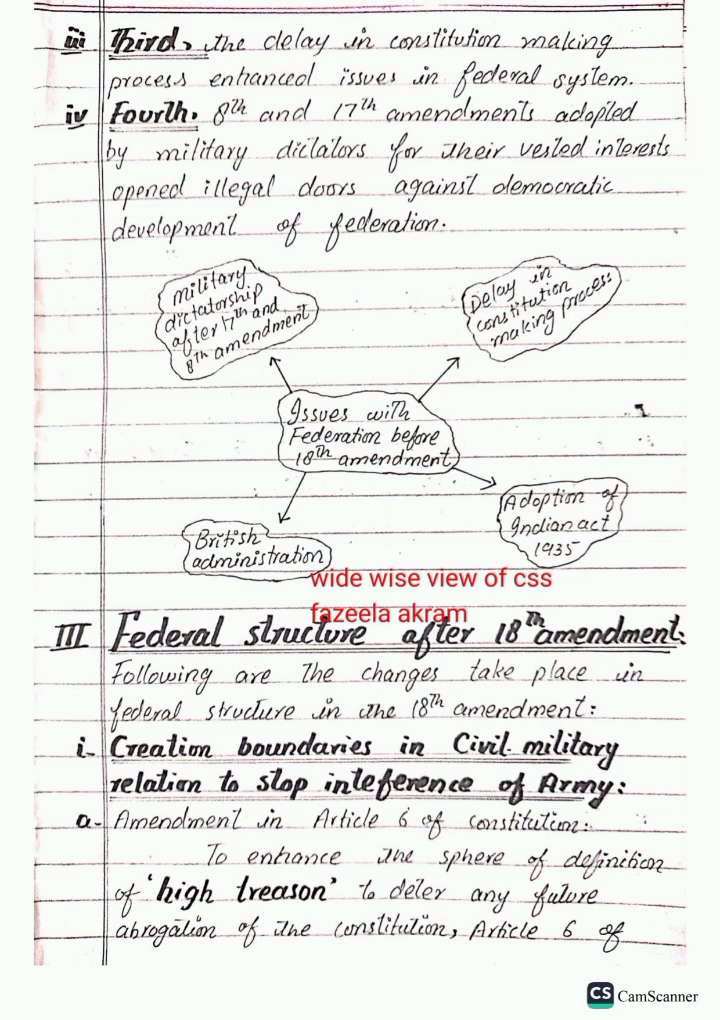 iii Third, the delay in constitution making
process enhanced issues in federal system.
iv Fourth. 8th and 17th amendments adopted
by military dictators for their vested interests
opened illegal doors against democratic
development of federation.
military
dictatorship
after 17th and
8th amendment
Delay in
constitution
making process
Issues with
Federation before
18th amendment
British
administration
Adoption of
Indian act
1935
wide wise view of css
fazeela akram
III Federal structure after 18th amendment:
Following are the changes take place in
federal structure in the 18th amendment:
i- Creation boundaries in Civil-military
relation to stop inteference of Army:
a- Amendment in Article 6 of constitution:
To enhance the sphere of definition
of 'high treason' to deter any future
abrogation of the constitution, Article 6 of
CS CamScanner